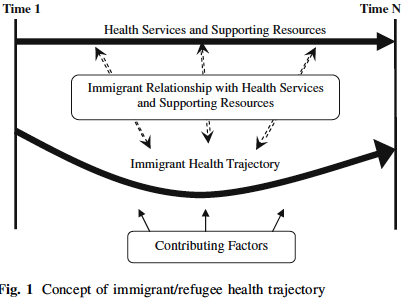 Time 1
Time N
Health Services and Supporting Resources
Immigrant Relationship with Health Services
and Supporting Resources
Immigrant Health Trajectory
Contributing Factors
Fig. 1 Concept of immigrant/refugee health trajectory